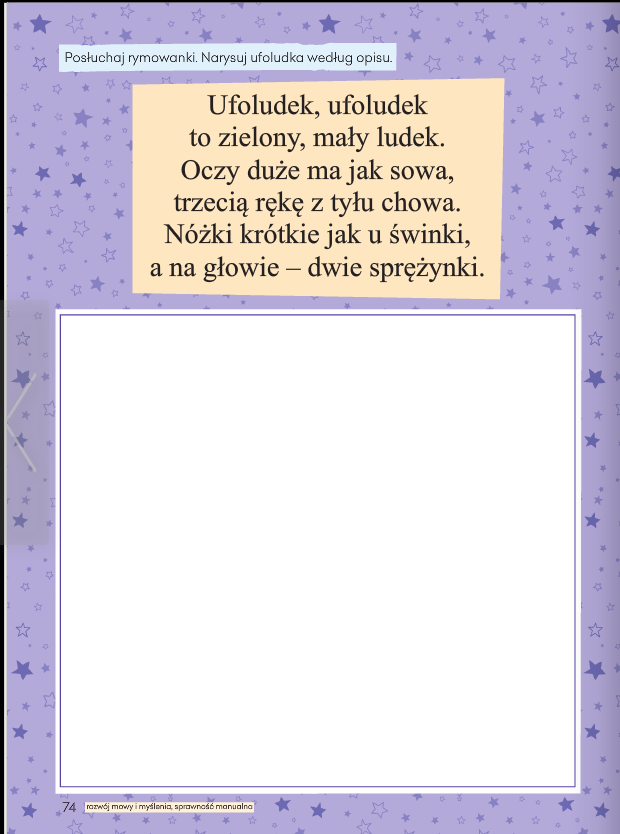 Posłuchaj rymowanki. Narysuj ufoludka według opisu.
Ufoludek, ufoludek
to zielony, mały ludek.
Oczy duże ma jak sowa,
trzecią rękę z tyłu chowa.
Nóżki krótkie jak u świnki,
a na głowie – dwie sprężynki.
74 rozwój mowy i myślenia, sprawność manualna